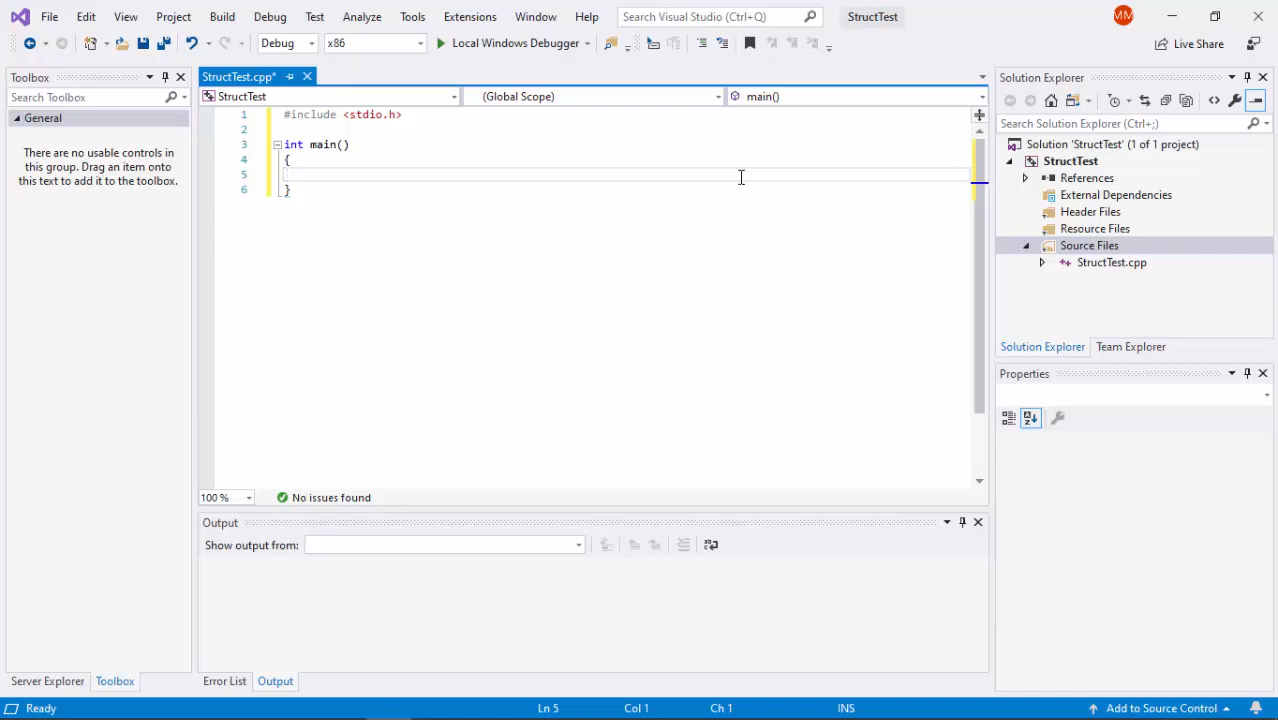 File Edit View Project Build Debug Test Analyze Tools Extensions Window Help Search Visual Studio (Ctrl+Q) StructTest MM
Debug x86 Local Windows Debugger Live Share
Toolbox
Search Toolbox
General
There are no usable controls in
this group. Drag an item onto
this text to add it to the toolbox.
Server Explorer Toolbox
StructTest.cpp*
StructTest (Global Scope) main()
1 #include <stdio.h>
2
3 int main()
4 {
5
6 }
100 % No issues found
Output
Show output from:
Error List Output
Solution Explorer
Search Solution Explorer (Ctrl+;)
Solution 'StructTest' (1 of 1 project)
StructTest
References
External Dependencies
Header Files
Resource Files
Source Files
StructTest.cpp
Solution Explorer Team Explorer
Properties
Ready Ln 5 Col 1 Ch 1 INS Add to Source Control